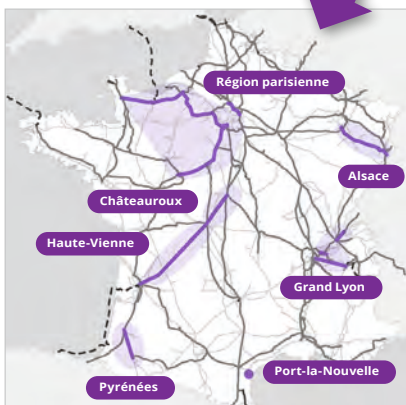 Région parisienne
Alsace
Châteauroux
Haute-Vienne
Grand Lyon
Port-la-Nouvelle
Pyrénées